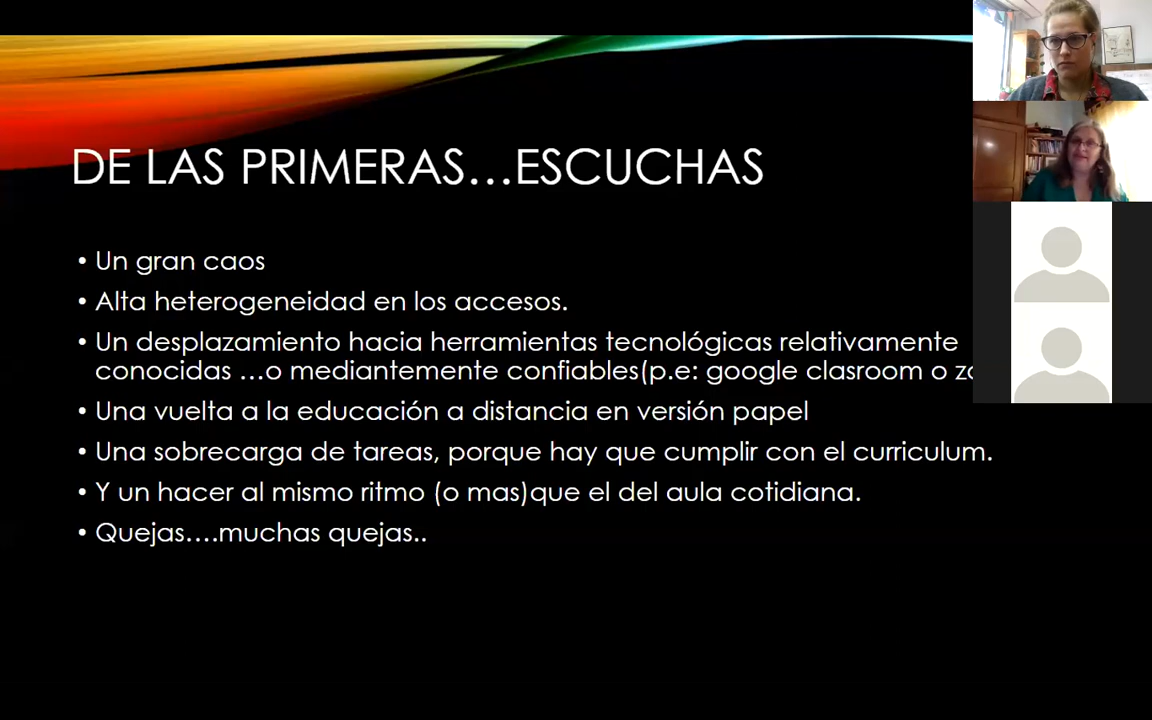 DE LAS PRIMERAS...ESCUCHAS
• Un gran caos
• Alta heterogeneidad en los accesos.
• Un desplazamiento hacia herramientas tecnológicas relativamente
conocidas ...o mediantemente confiables(p.e: google clasroom o
• Una vuelta a la educación a distancia en versión papel
• Una sobrecarga de tareas, porque hay que cumplir con el curriculum.
• Y un hacer al mismo ritmo (o mas)que el del aula cotidiana.
• Quejas....muchas quejas..